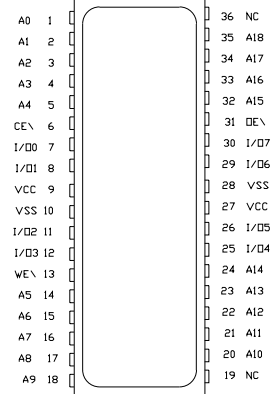 A0 1
A1 2
A2 3
A3 4
A4 5
CE\ 6
I/O0 7
I/O1 8
VCC 9
VSS 10
I/O2 11
I/O3 12
WE\ 13
A5 14
A6 15
A7 16
A8 17
A9 18
36 NC
35 A18
34 A17
33 A16
32 A15
31 OE\
30 I/O7
29 I/O6
28 VSS
27 VCC
26 I/O5
25 I/O4
24 A14
23 A13
22 A12
21 A11
20 A10
19 NC